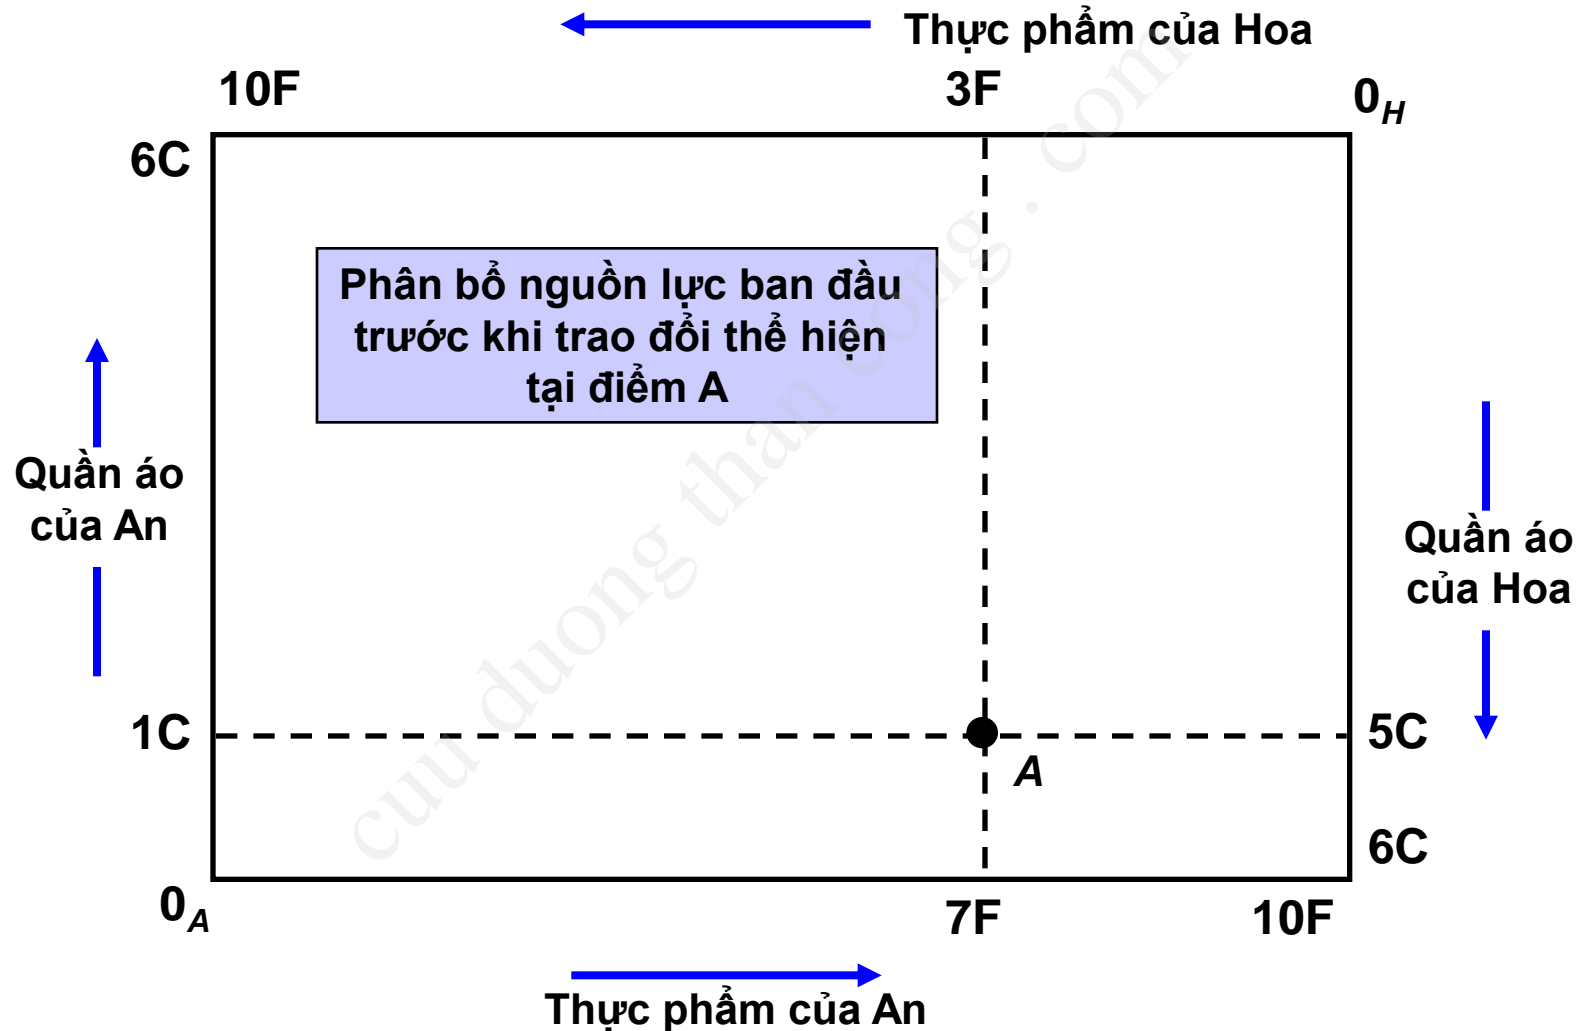 Thực phẩm của Hoa
10F
3F
0H
6C
Phân bổ nguồn lực ban đầu
trước khi trao đổi thể hiện
tại điểm A
Quần áo
của An
Quần áo
của Hoa
1C
5C
A
6C
0A
7F
10F
Thực phẩm của An
cuu duong than cong . com